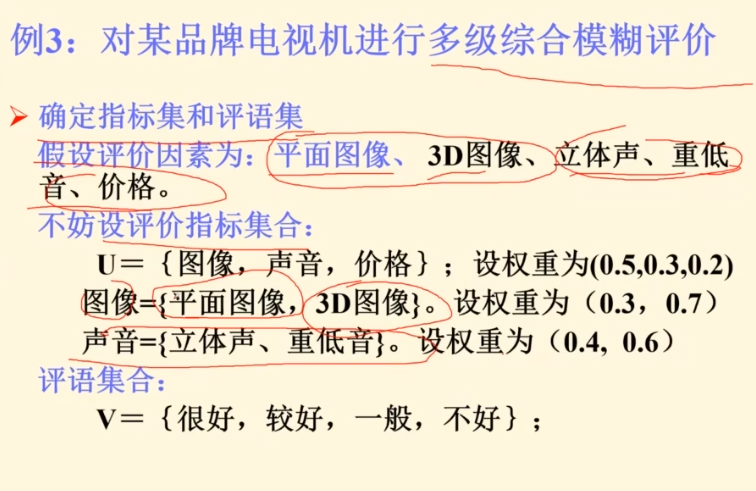 例3：对某品牌电视机进行多级综合模糊评价
确定指标集和评语集
假设评价因素为：平面图像、3D图像、立体声、重低
音、价格。
不妨设评价指标集合：
U＝｛图像，声音，价格｝；设权重为(0.5,0.3,0.2)
图像={平面图像，3D图像}。设权重为（0.3，0.7）
声音={立体声、重低音}。设权重为（0.4, 0.6）
评语集合：
V＝｛很好，较好，一般，不好｝；